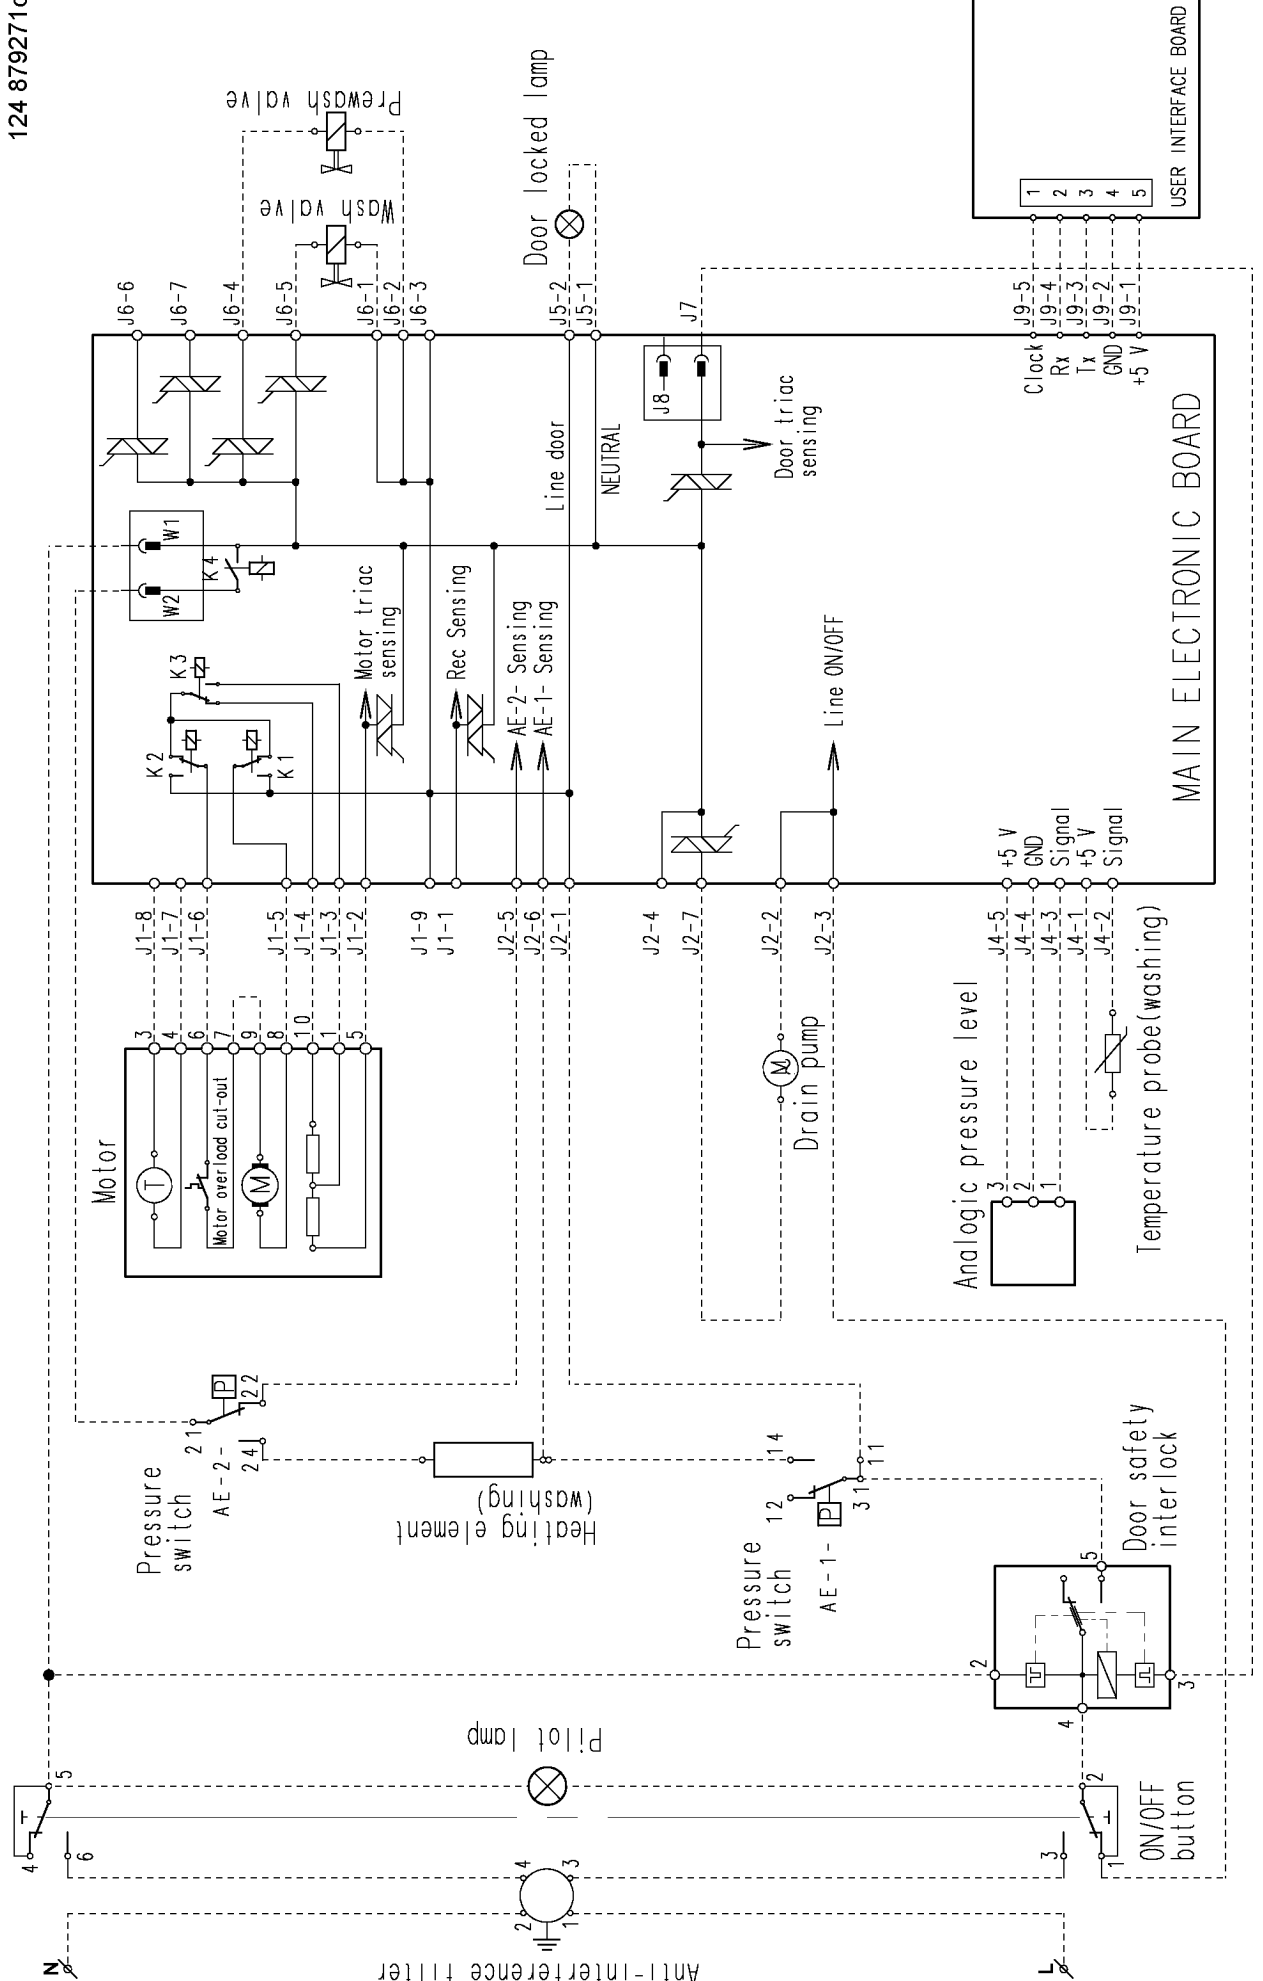 124 879271
Prewash valve
Wash valve
Door locked lamp
USER INTERFACE BOARD
1
2
3
4
5
J6-6
J6-7
J6-4
J6-5
J6-1
J6-2
J6-3
J5-2
J5-1
J7
J9-5
J9-4
J9-3
J9-2
J9-1
Clock
Rx
Tx
GND
+5 V
J8
Door triac
sensing
Line door
NEUTRAL
W1
W2
K4
K3
K2
K1
Motor triac
sensing
Rec Sensing
AE-2- Sensing
AE-1- Sensing
Line ON/OFF
MAIN ELECTRONIC BOARD
+5 V
GND
Signal
+5 V
Signal
J1-8
J1-7
J1-6
J1-5
J1-4
J1-3
J1-2
J1-9
J1-1
J2-5
J2-6
J2-1
J2-4
J2-7
J2-2
J2-3
J4-5
J4-4
J4-3
J4-1
J4-2
Motor
3
4
6
7
9
8
10
1
5
T
Motor overload cut-out
M
M
Drain pump
Analogic pressure level
3
2
1
Temperature probe(washing)
Pressure
switch
AE-2-
P
21
22
24
Heating element
(washing)
Pressure
switch
AE-1-
P
14
12
11
31
Door safety
interlock
2
5
4
3
Pilot lamp
5
4
6
2
3
1
ON/OFF
button
4
3
2
1
Anti-interference filter
N
L